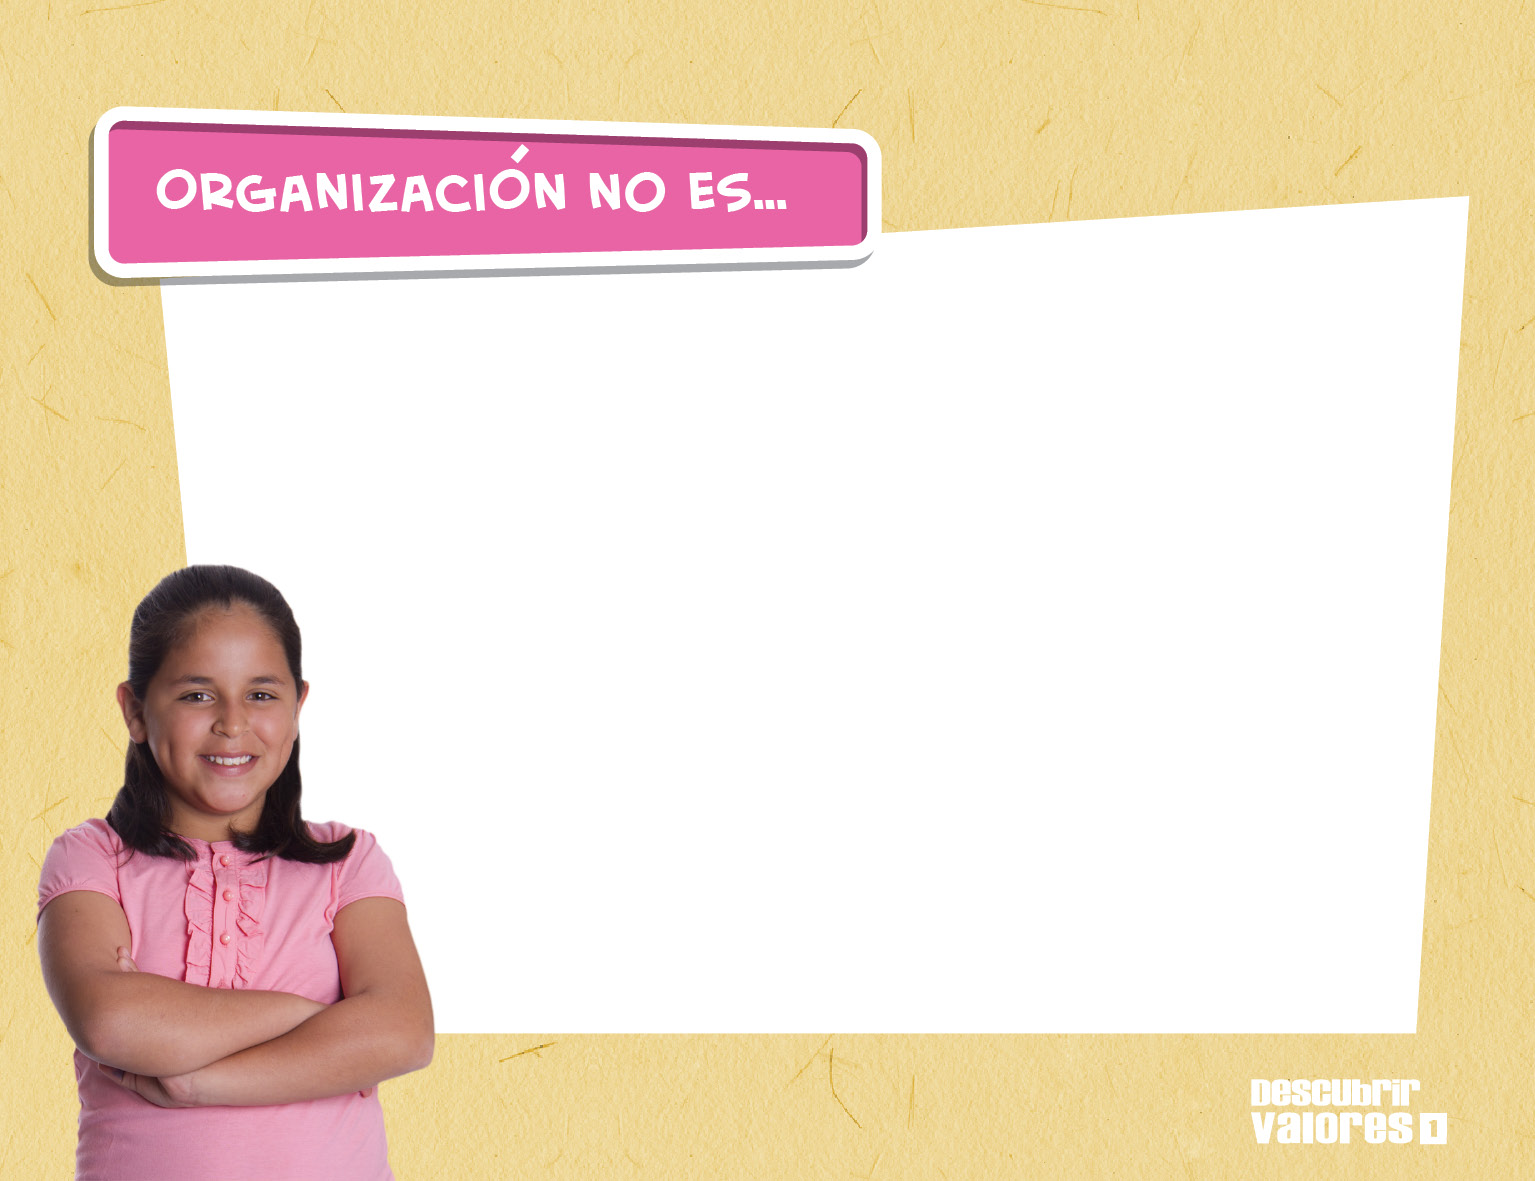 ORGANIZACIÓN NO ES...
DESCUBRIR
VALORES 1